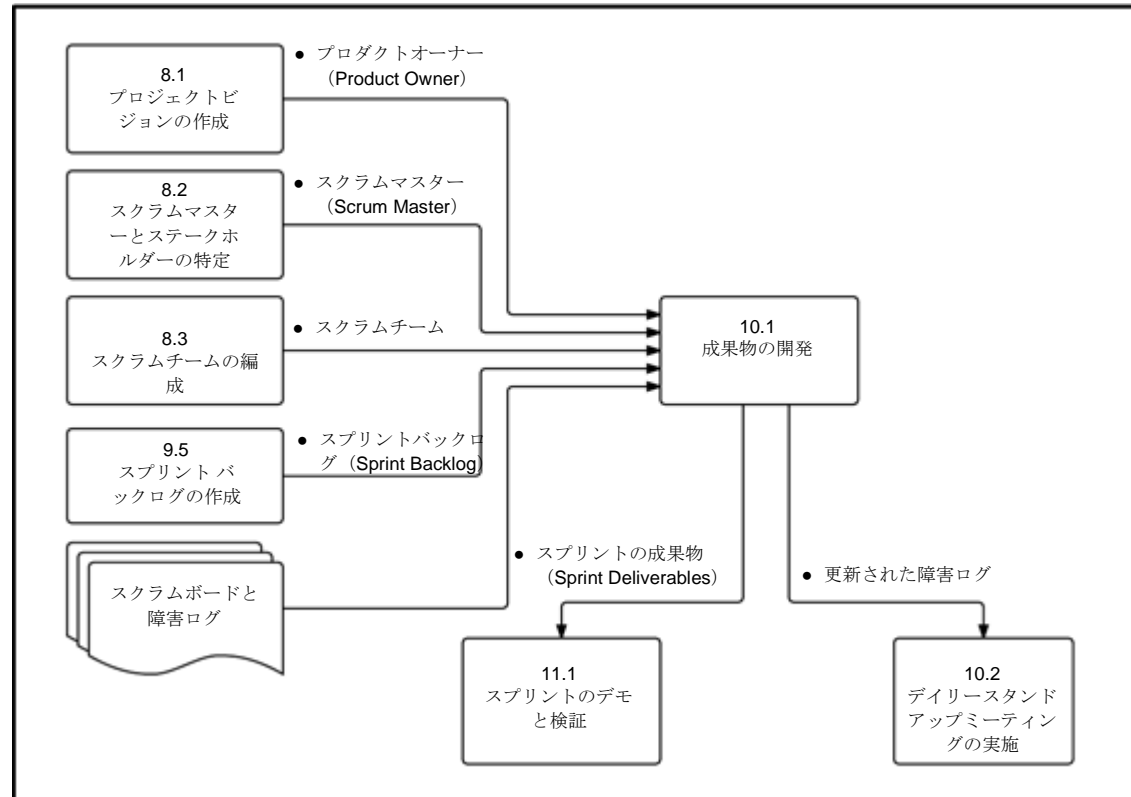 8.1
プロジェクトビ
ジョンの作成
● プロダクトオーナー
（Product Owner）
8.2
スクラムマスタ
ーとステークホ
ルダーの特定
● スクラムマスター
（Scrum Master）
8.3
スクラムチームの編
成
● スクラムチーム
10.1
成果物の開発
9.5
スプリント バ
ックログの作成
● スプリントバックロ
グ（Sprint Backlog）
スクラムボードと
障害ログ
● スプリントの成果物
（Sprint Deliverables）
● 更新された障害ログ
11.1
スプリントのデモ
と検証
10.2
デイリースタンド
アップミーティン
グの実施